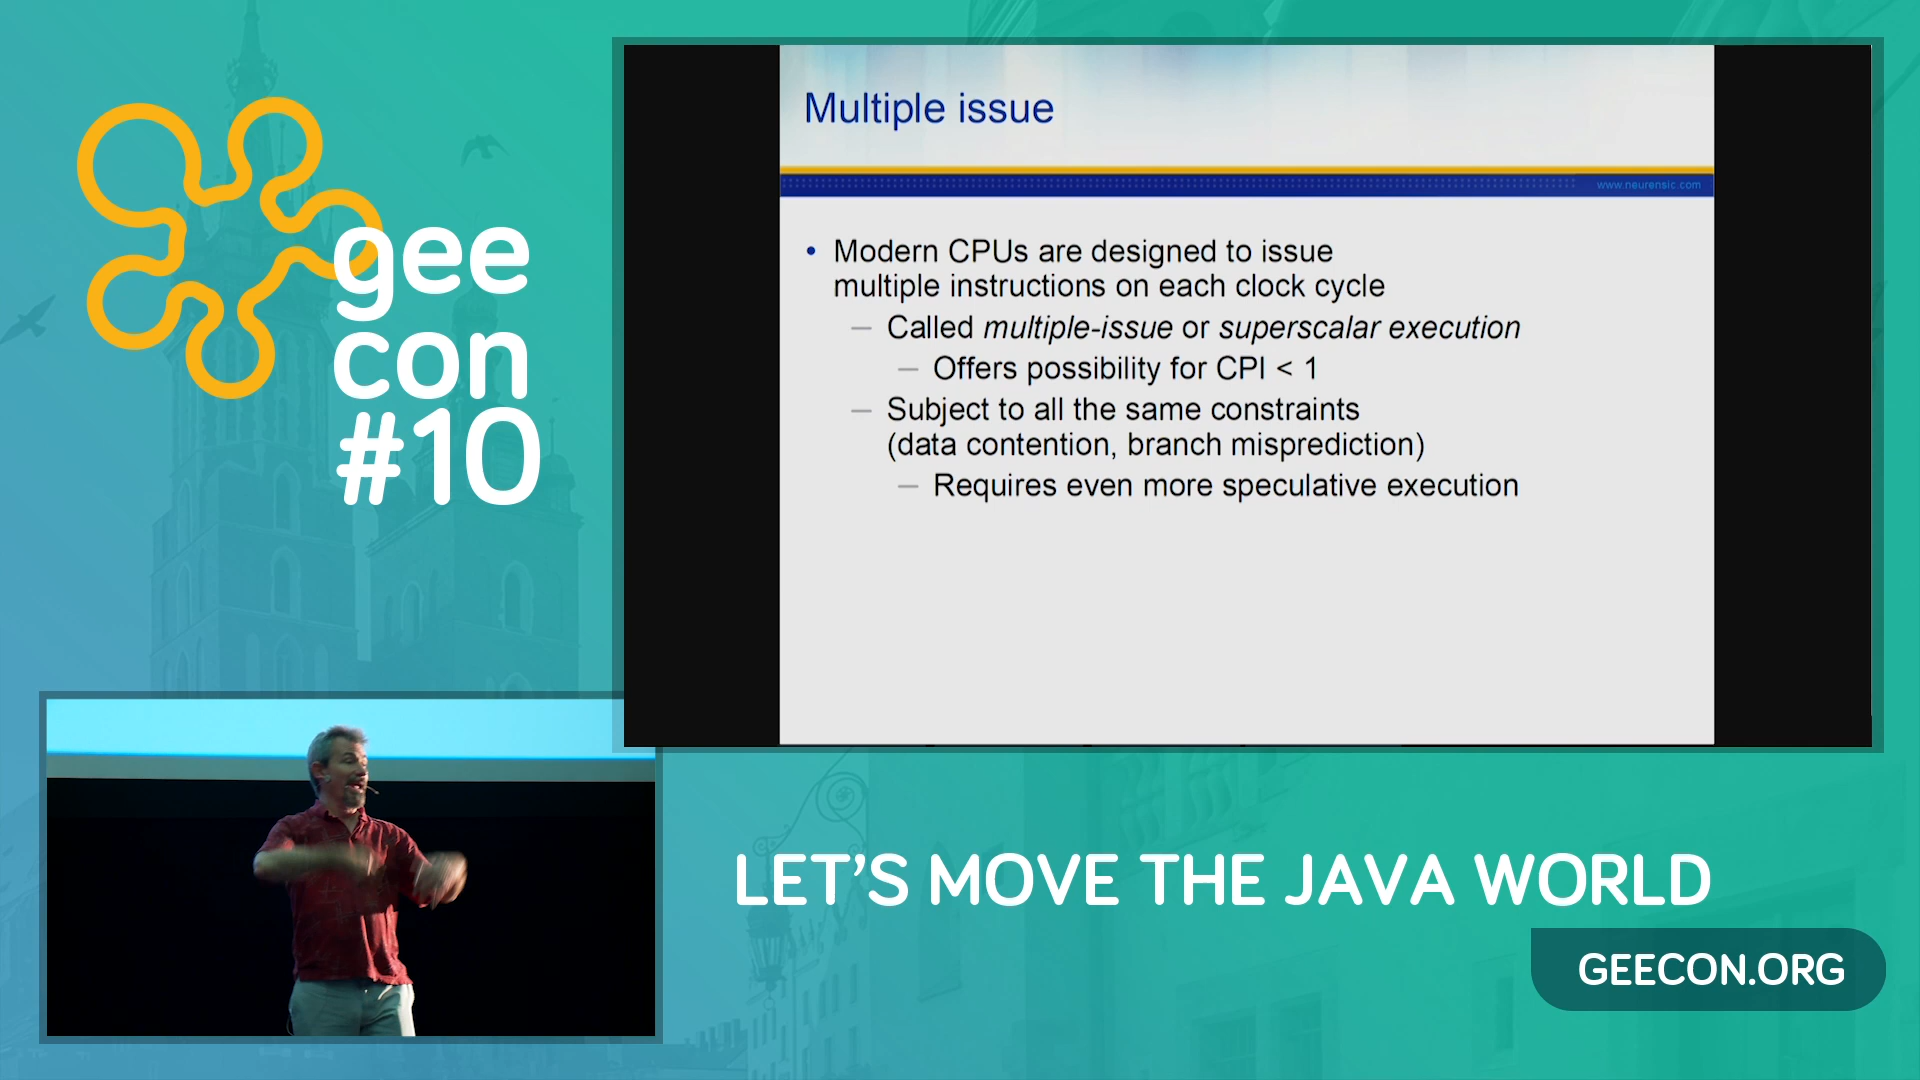 gee
con
#10
Multiple issue
www.neurensic.com
• Modern CPUs are designed to issue
multiple instructions on each clock cycle
— Called multiple-issue or superscalar execution
— Offers possibility for CPI < 1
— Subject to all the same constraints
(data contention, branch misprediction)
— Requires even more speculative execution
LET'S MOVE THE JAVA WORLD
GEECON.ORG